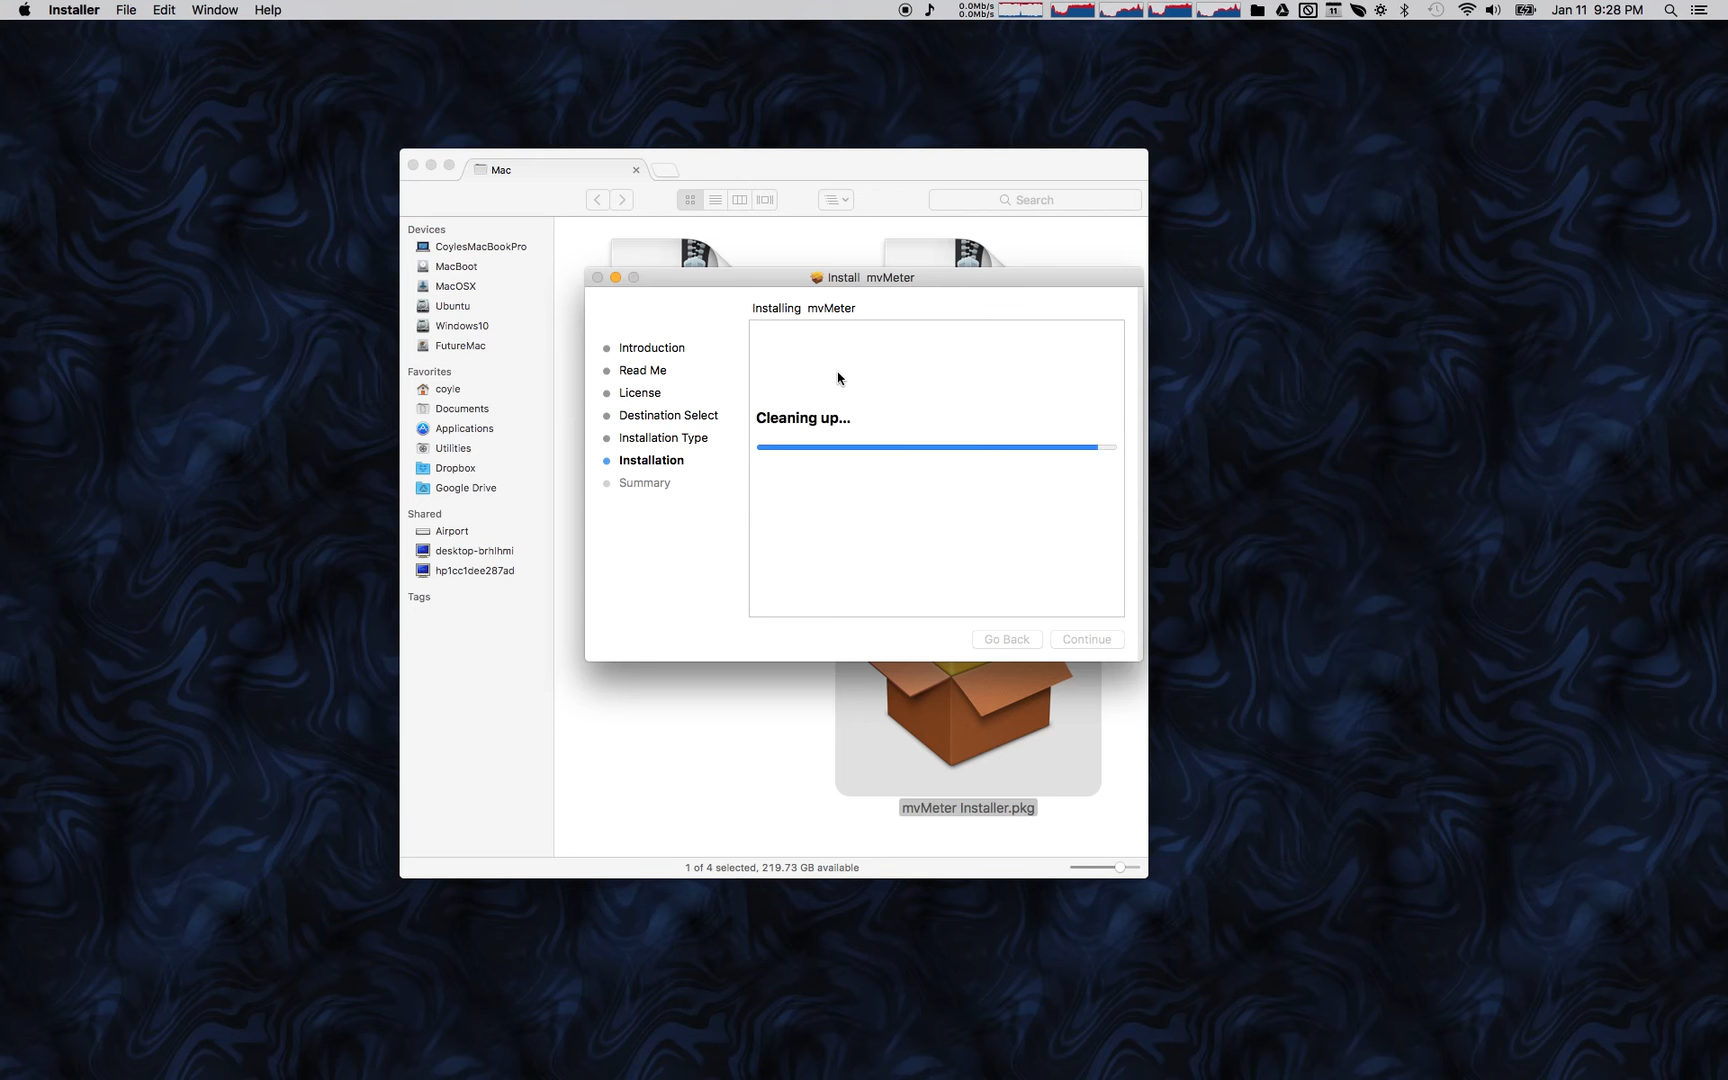 Installer File Edit Window Help
0.0Mb/s
0.0Mb/s
11
Jan 11 9:28 PM
Mac
Search
Devices
CoylesMacBookPro
MacBoot
MacOSX
Ubuntu
Windows10
FutureMac
Favorites
coyle
Documents
Applications
Utilities
Dropbox
Google Drive
Shared
Airport
desktop-brhlhmi
hp1cc1dee287ad
Tags
Install mvMeter
Installing mvMeter
Introduction
Read Me
License
Destination Select
Installation Type
Installation
Summary
Cleaning up...
Go Back Continue
mvMeter Installer.pkg
1 of 4 selected, 219.73 GB available